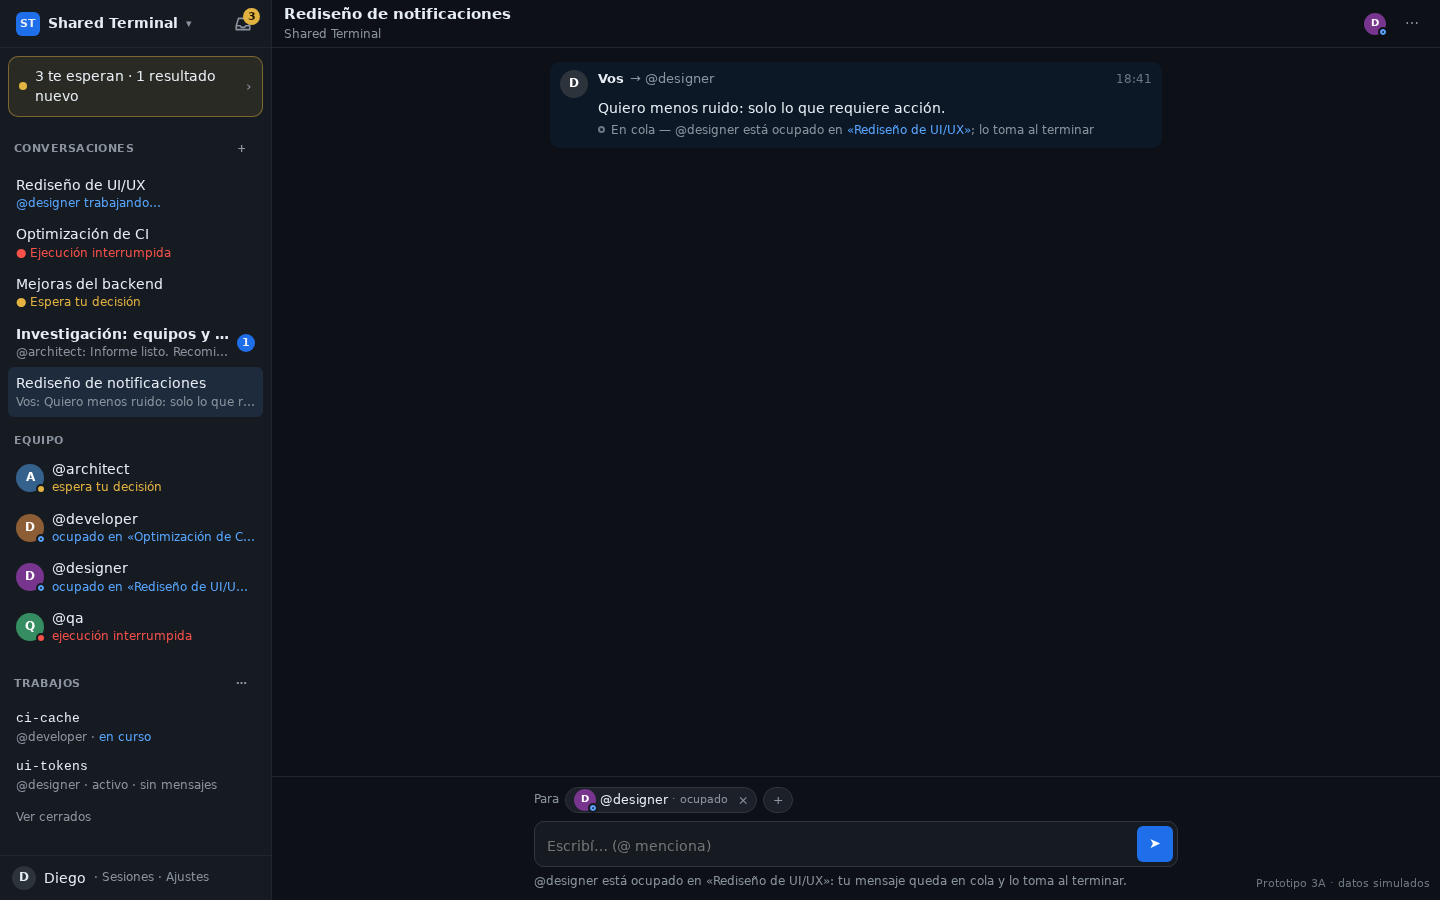 ST Shared Terminal ▾ 3
3 te esperan · 1 resultado
nuevo ›
CONVERSACIONES +
Rediseño de UI/UX
@designer trabajando…
Optimización de CI
Ejecución interrumpida
Mejoras del backend
Espera tu decisión
Investigación: equipos y …
@architect: Informe listo. Recomi… 1
Rediseño de notificaciones
Vos: Quiero menos ruido: solo lo que r…
EQUIPO
A @architect
espera tu decisión
D @developer
ocupado en «Optimización de C…
D @designer
ocupado en «Rediseño de UI/U…
Q @qa
ejecución interrumpida
TRABAJOS ···
ci-cache
@developer · en curso
ui-tokens
@designer · activo · sin mensajes
Ver cerrados
D Diego · Sesiones · Ajustes
Rediseño de notificaciones
Shared Terminal
D ···
D Vos → @designer 18:41
Quiero menos ruido: solo lo que requiere acción.
En cola — @designer está ocupado en «Rediseño de UI/UX»; lo toma al terminar
Para D @designer · ocupado × +
Escribí… (@ menciona) ➤
@designer está ocupado en «Rediseño de UI/UX»: tu mensaje queda en cola y lo toma al terminar.
Prototipo 3A · datos simulados